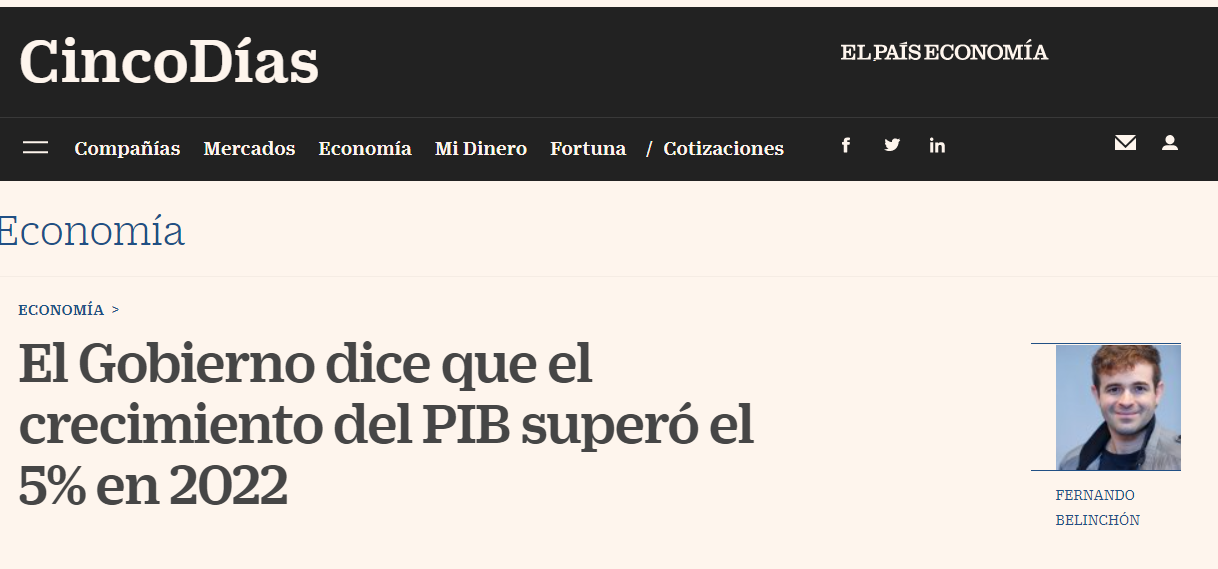 CincoDías
EL PAÍS ECONOMÍA
Compañías Mercados Economía Mi Dinero Fortuna / Cotizaciones
Economía
ECONOMÍA >
El Gobierno dice que el
crecimiento del PIB superó el
5% en 2022
FERNANDO
BELINCHÓN